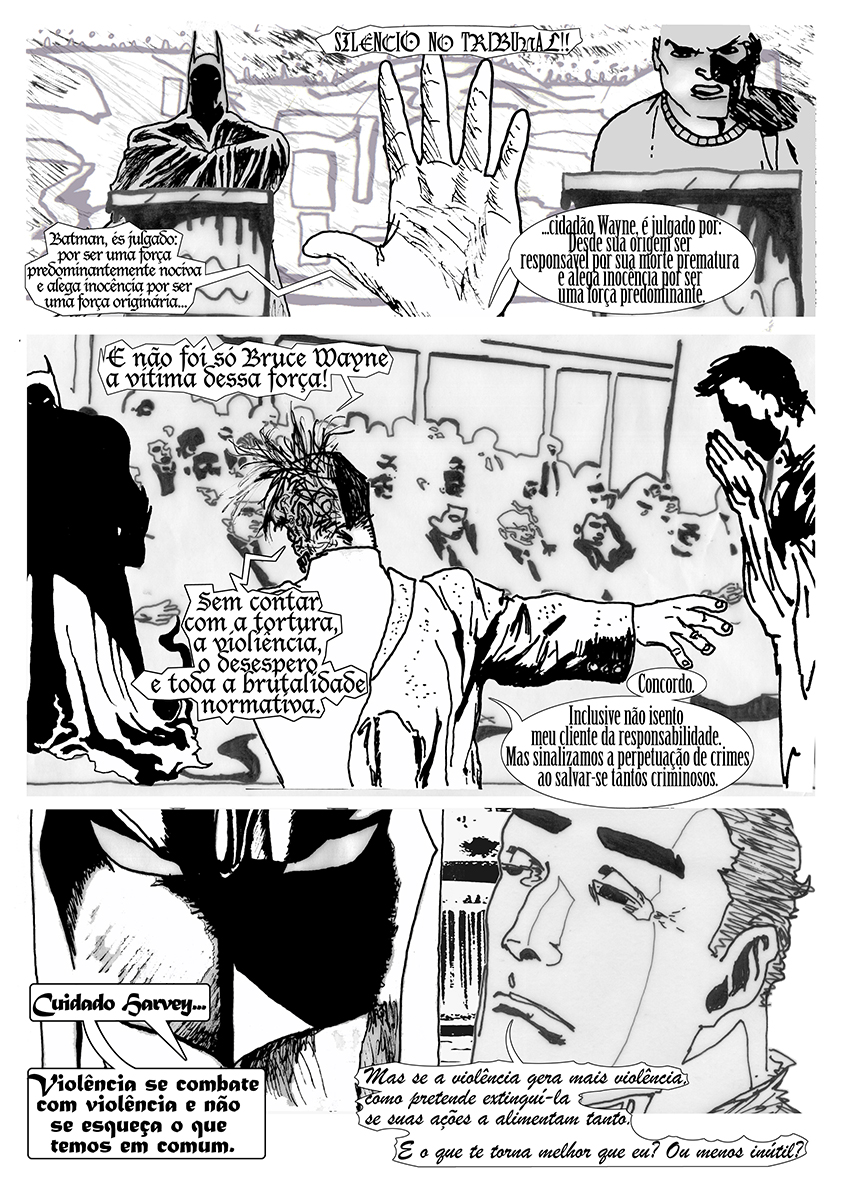 SILÊNCIO NO TRIBUNAL!!
Batman, és julgado:
por ser uma força
predominantemente nociva
e alega inocência por ser
uma força originária...
...cidadão Wayne, é julgado por:
Desde sua origem ser
responsável por sua morte prematura
e alega inocência por ser
uma força predominante.
E não foi só Bruce Wayne
a vítima dessa força!
Sem contar
com a tortura,
a violiência,
o desespero
e toda a brutalidade
normativa.
Concordo.
Inclusive não isento
meu cliente da responsabilidade.
Mas sinalizamos a perpetuação de crimes
ao salvar-se tantos criminosos.
Cuidado Harvey...
Violência se combate
com violência e não
se esqueça o que
temos em comum.
Mas se a violência gera mais violência,
como pretende extinguí-la
se suas ações a alimentam tanto.
E o que te torna melhor que eu? Ou menos inútil?